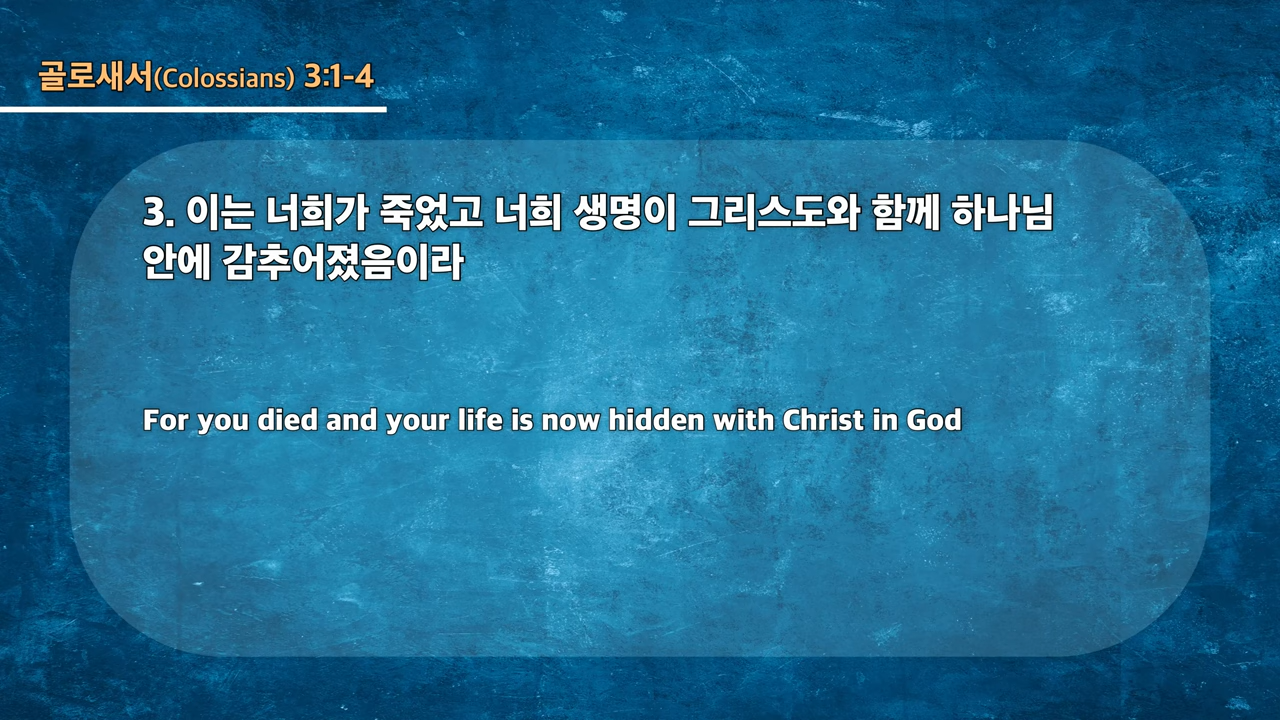 골로새서(Colossians) 3:1-4
3. 이는 너희가 죽었고 너희 생명이 그리스도와 함께 하나님
안에 감추어졌음이라
For you died and your life is now hidden with Christ in God